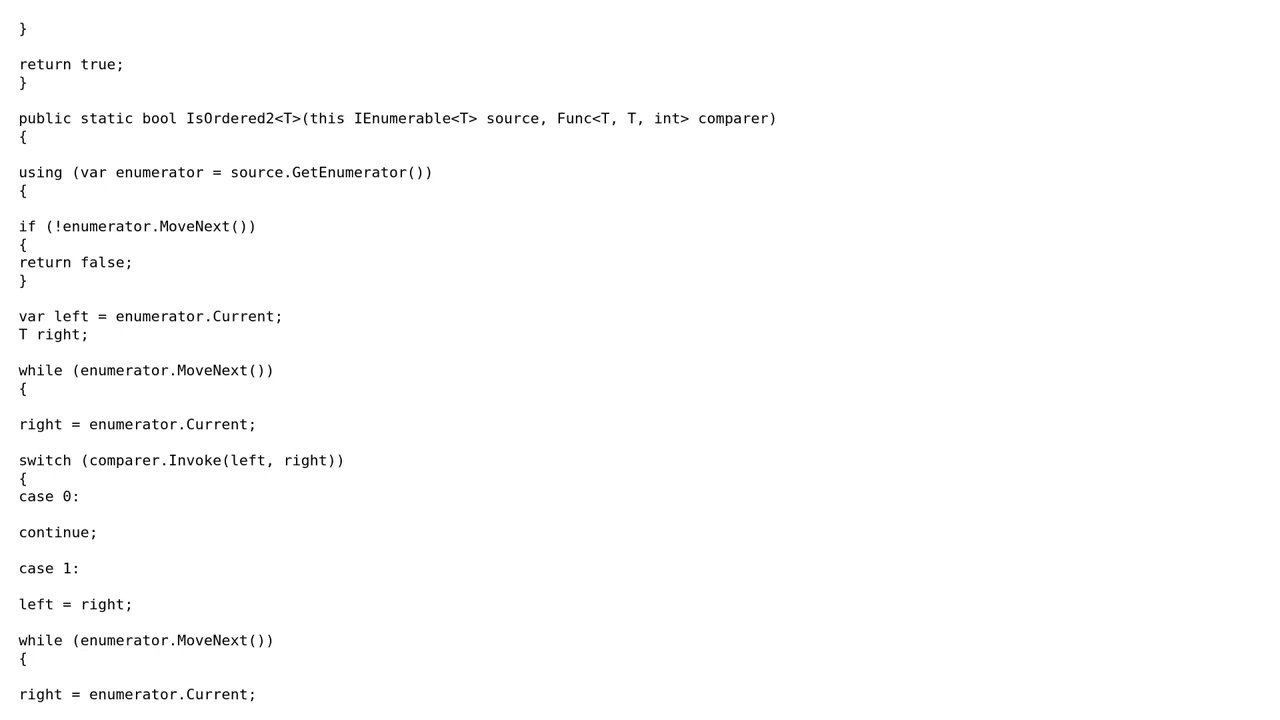 }
return true;
}
public static bool IsOrdered2<T>(this IEnumerable<T> source, Func<T, T, int> comparer)
{
using (var enumerator = source.GetEnumerator())
{
if (!enumerator.MoveNext())
{
return false;
}
var left = enumerator.Current;
T right;
while (enumerator.MoveNext())
{
right = enumerator.Current;
switch (comparer.Invoke(left, right))
{
case 0:
continue;
case 1:
left = right;
while (enumerator.MoveNext())
{
right = enumerator.Current;